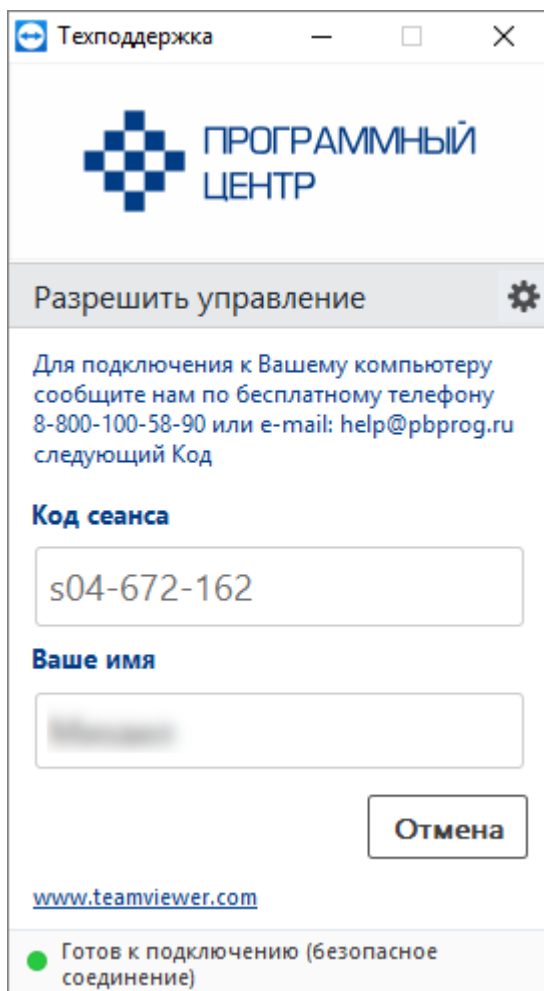 Техподдержка
ПРОГРАММНЫЙ
ЦЕНТР
Разрешить управление
Для подключения к Вашему компьютеру
сообщите нам по бесплатному телефону
8-800-100-58-90 или e-mail: help@pbprog.ru
следующий Код
Код сеанса
s04-672-162
Ваше имя
Отмена
www.teamviewer.com
Готов к подключению (безопасное
соединение)